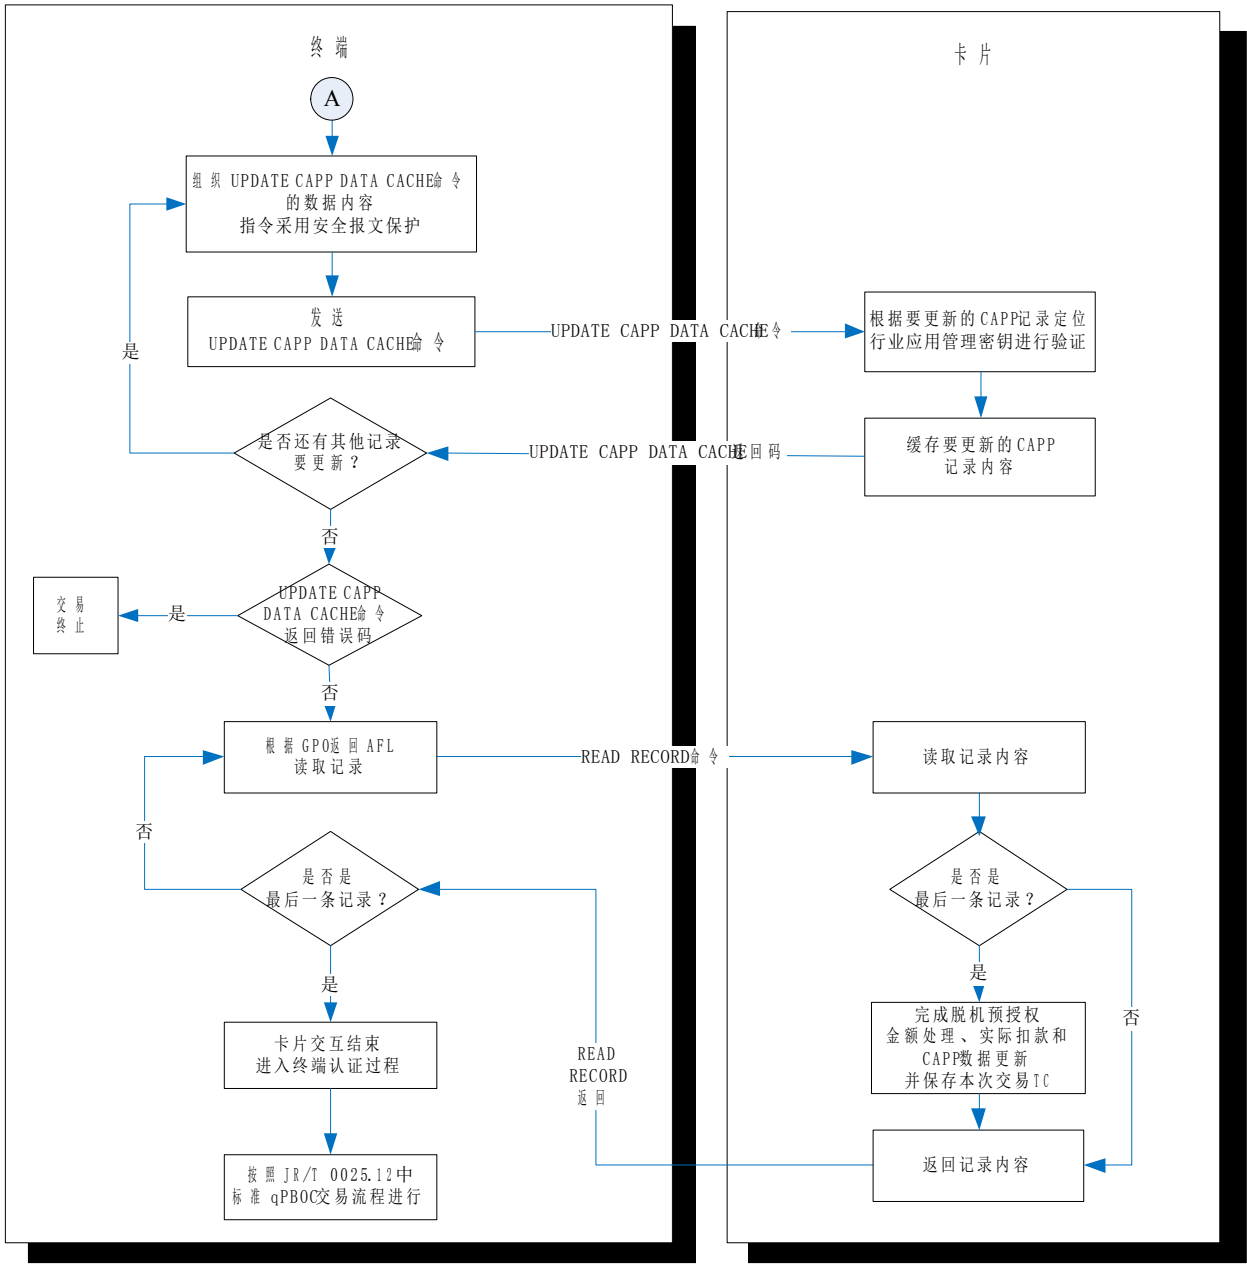 终端
卡片
A
组织 UPDATE CAPP DATA CACHE命令
的数据内容
指令采用安全报文保护
发送
UPDATE CAPP DATA CACHE命令
UPDATE CAPP DATA CACHE命令
根据要更新的CAPP记录定位
行业应用管理密钥进行验证
是
是否还有其他记录
要更新？
UPDATE CAPP DATA CACHE返回码
缓存要更新的CAPP
记录内容
否
UPDATE CAPP
DATA CACHE命令
返回错误码
是
交易
终止
否
根据 GPO返回 AFL
读取记录
READ RECORD命令
读取记录内容
否
是否是
最后一条记录？
是否是
最后一条记录？
是
是
完成脱机预授权
金额处理、实际扣款和
CAPP数据更新
并保存本次交易TC
否
卡片交互结束
进入终端认证过程
READ
RECORD
返回
按照 JR/T 0025.12中
标准 qPBOC交易流程进行
返回记录内容